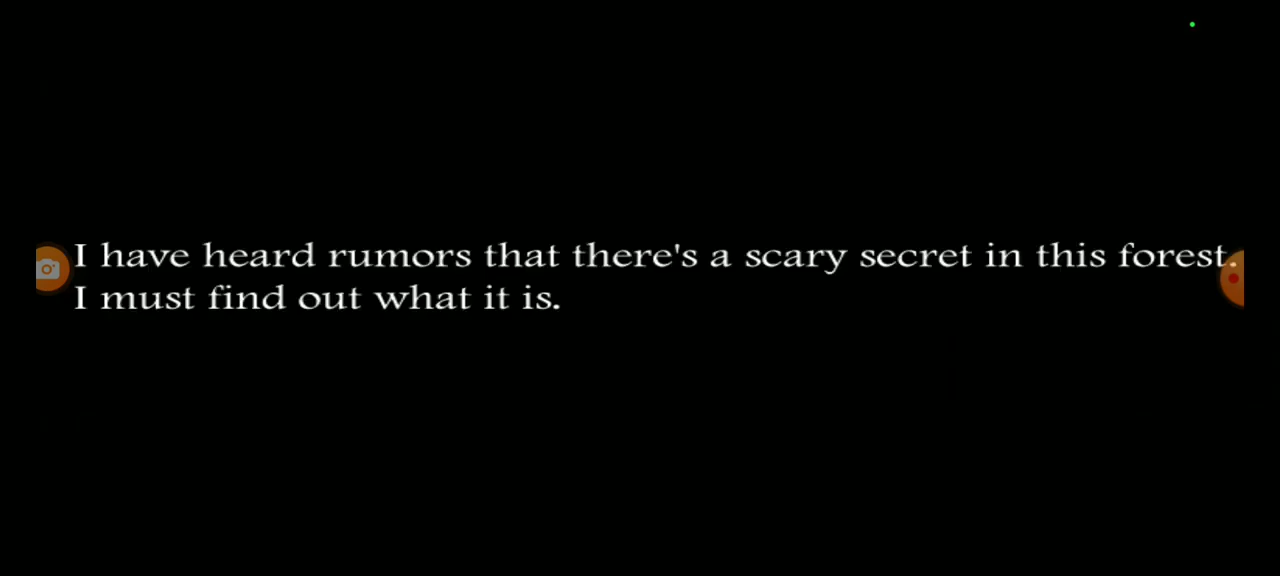 I have heard rumors that there's a scary secret in this forest.
I must find out what it is.